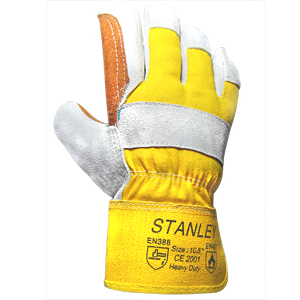 STANLEY
EN388
Size: 10.5"
CE 2001
Heavy Duty